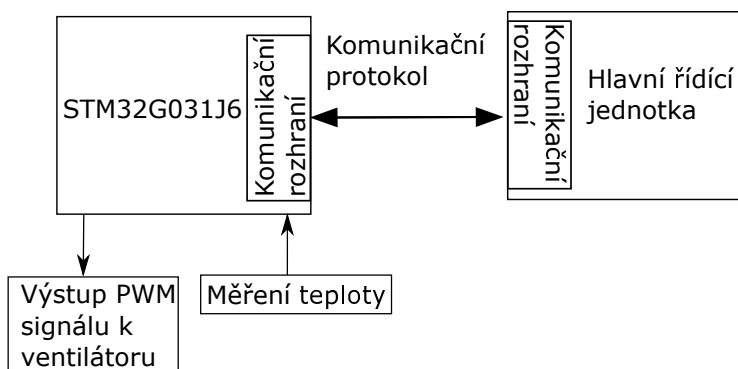 STM32G031J6
Komunikační
rozhraní
Komunikační
protokol
Komunikační
rozhraní
Hlavní řídící
jednotka
Výstup PWM
signálu k
ventilátoru
Měření teploty